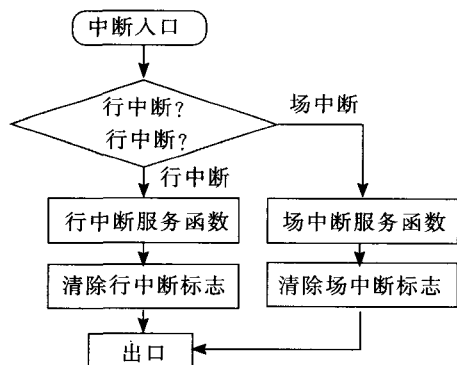 中断入口
行中断?
行中断?
场中断
行中断
行中断服务函数
场中断服务函数
清除行中断标志
清除场中断标志
出口